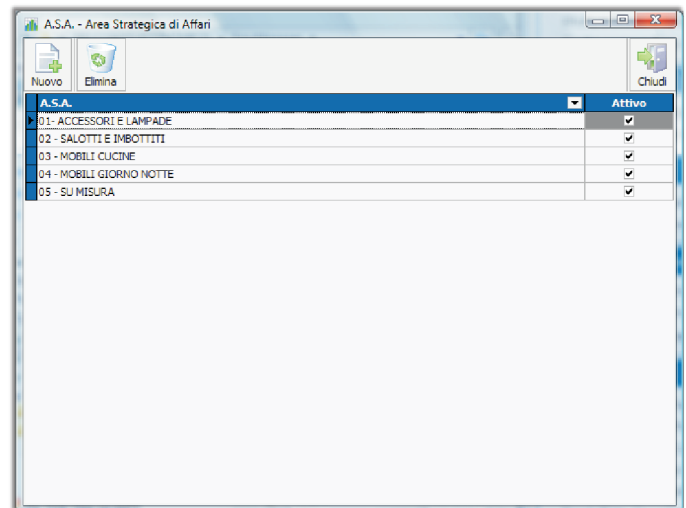 A.S.A. - Area Strategica di Affari
Nuovo Elimina Chiudi
A.S.A. Attivo
01- ACCESSORI E LAMPADE
02 - SALOTTI E IMBOTTITI
03 - MOBILI CUCINE
04 - MOBILI GIORNO NOTTE
05 - SU MISURA